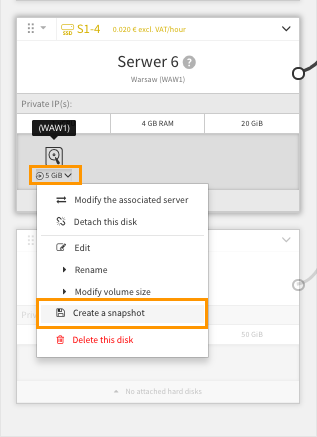 SSD S1-4 0.020 € excl. VAT/hour
Serwer 6 ?
Warsaw (WAW1)
Private IP(s):
(WAW1)
4 GB RAM
20 GiB
5 GiB
Modify the associated server
Detach this disk
Edit
Rename
Modify volume size
Create a snapshot
Delete this disk
50 GiB
No attached hard disks